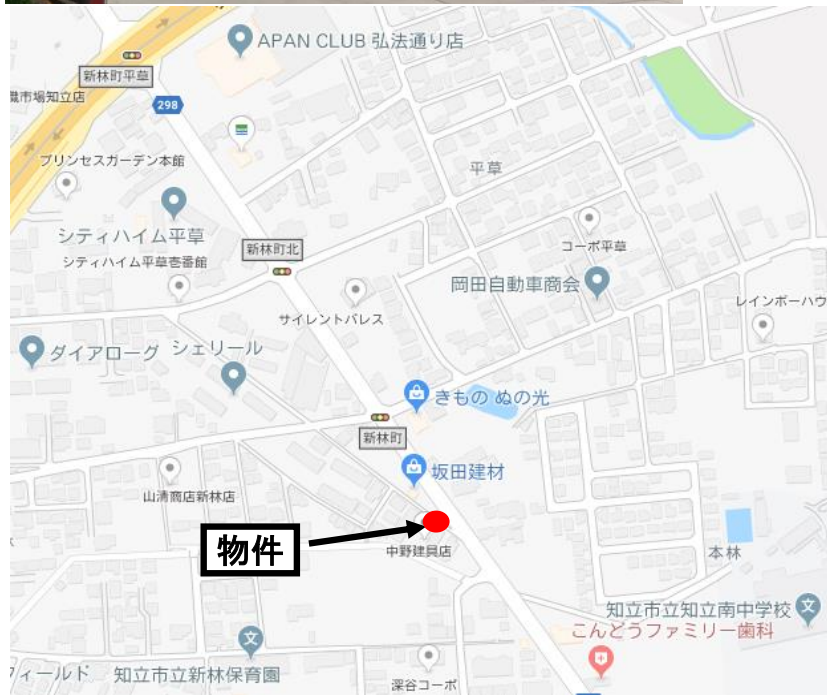 APAN CLUB 弘法通り店
新林町平草
職市場知立店
298
プリンセスガーデン本館
平草
シティハイム平草
新林町北
コーポ平草
シティハイム平草壱番館
岡田自動車商会
サイレントバレス
レインボーハウ
ダイアローグ
シェリール
きもの ぬの光
新林町
坂田建材
山清商店新林店
物件
中野建具店
本林
知立市立知立南中学校
こんどうファミリー歯科
フィールド
知立市立新林保育園
深谷コーポ